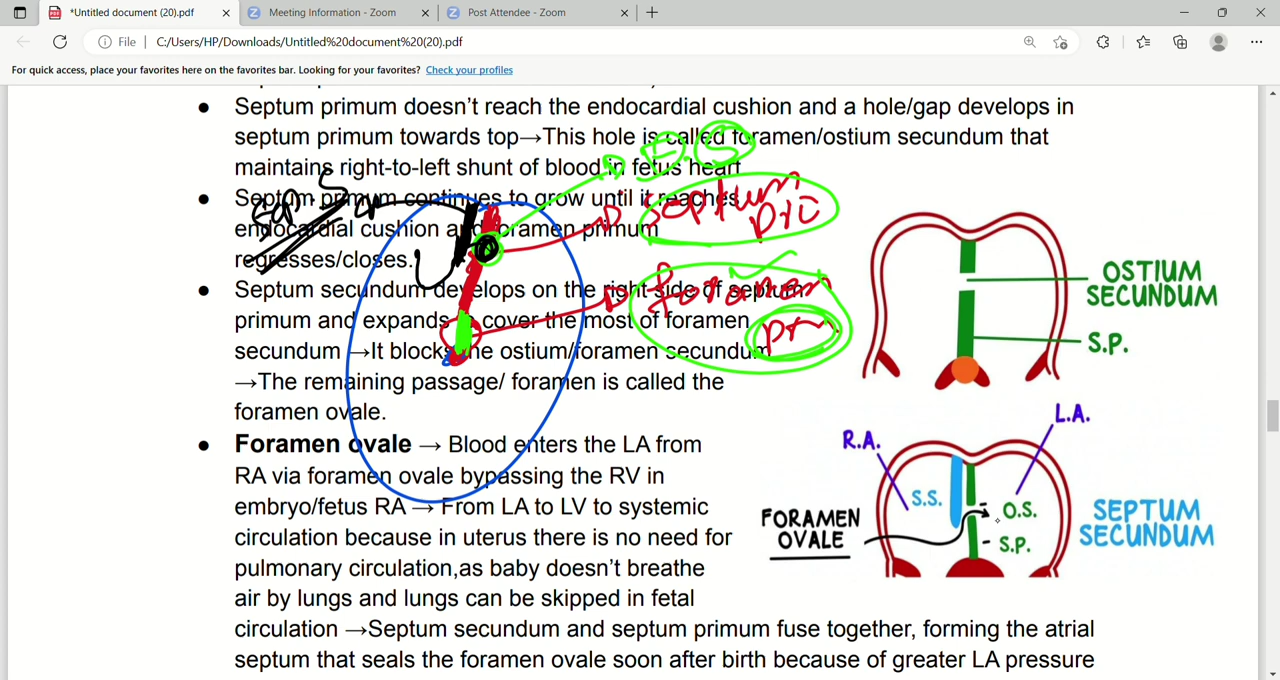 *Untitled document (20).pdf
Meeting Information - Zoom
Post Attendee - Zoom
File
C:/Users/HP/Downloads/Untitled%20document%20(20).pdf
For quick access, place your favorites here on the favorites bar. Looking for your favorites? Check your profiles
● Septum primum doesn’t reach the endocardial cushion and a hole/gap develops in
septum primum towards top→This hole is called foramen/ostium secundum that
maintains right-to-left shunt of blood in fetus heart
● Septum primum continues to grow until it reaches
endocardial cushion and foramen primum
regresses/closes.
● Septum secundum develops on the right side of septum
primum and expands to cover the most of foramen
secundum →It blocks the ostium/foramen secundum
→The remaining passage/ foramen is called the
foramen ovale.
● Foramen ovale → Blood enters the LA from
RA via foramen ovale bypassing the RV in
embryo/fetus RA → From LA to LV to systemic
circulation because in uterus there is no need for
pulmonary circulation,as baby doesn’t breathe
air by lungs and lungs can be skipped in fetal
circulation →Septum secundum and septum primum fuse together, forming the atrial
septum that seals the foramen ovale soon after birth because of greater LA pressure
F.S
Septum
pri
foramen
OSTIUM
SECUNDUM
S.P.
L.A.
R.A.
S.S.
O.S.
S.P.
FORAMEN
OVALE
SEPTUM
SECUNDUM